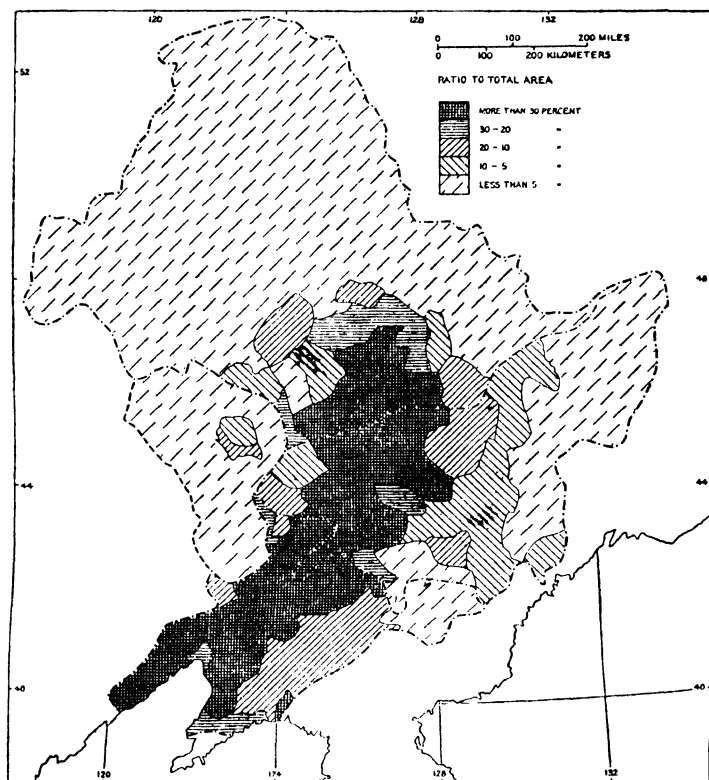 120 128 132
0 100 200 MILES
0 100 200 KILOMETERS
52
RATIO TO TOTAL AREA
MORE THAN 30 PERCENT
30 - 20 "
20 - 10 "
10 - 5 "
LESS THAN 5 "
48
44 44
40 40
120 174 128 132